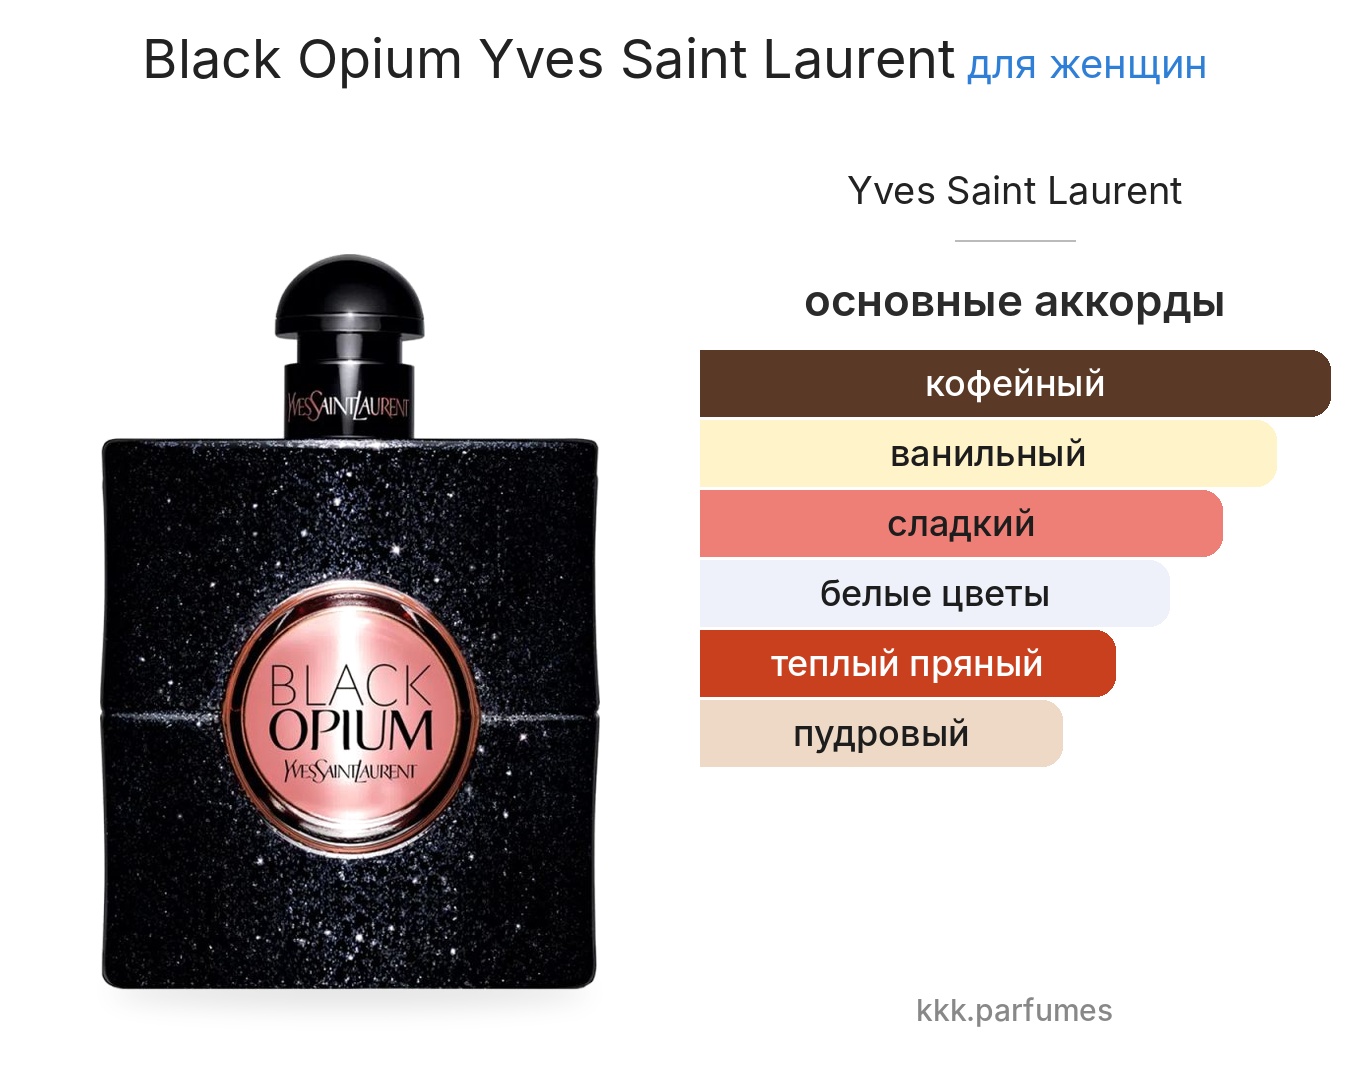 Black Opium Yves Saint Laurent для женщин
Yves Saint Laurent
основные аккорды
кофейный
ванильный
сладкий
белые цветы
теплый пряный
пудровый
YVESSAINTLAURENT
BLACK
OPIUM
YVESSAINTLAURENT
kkk.parfumes